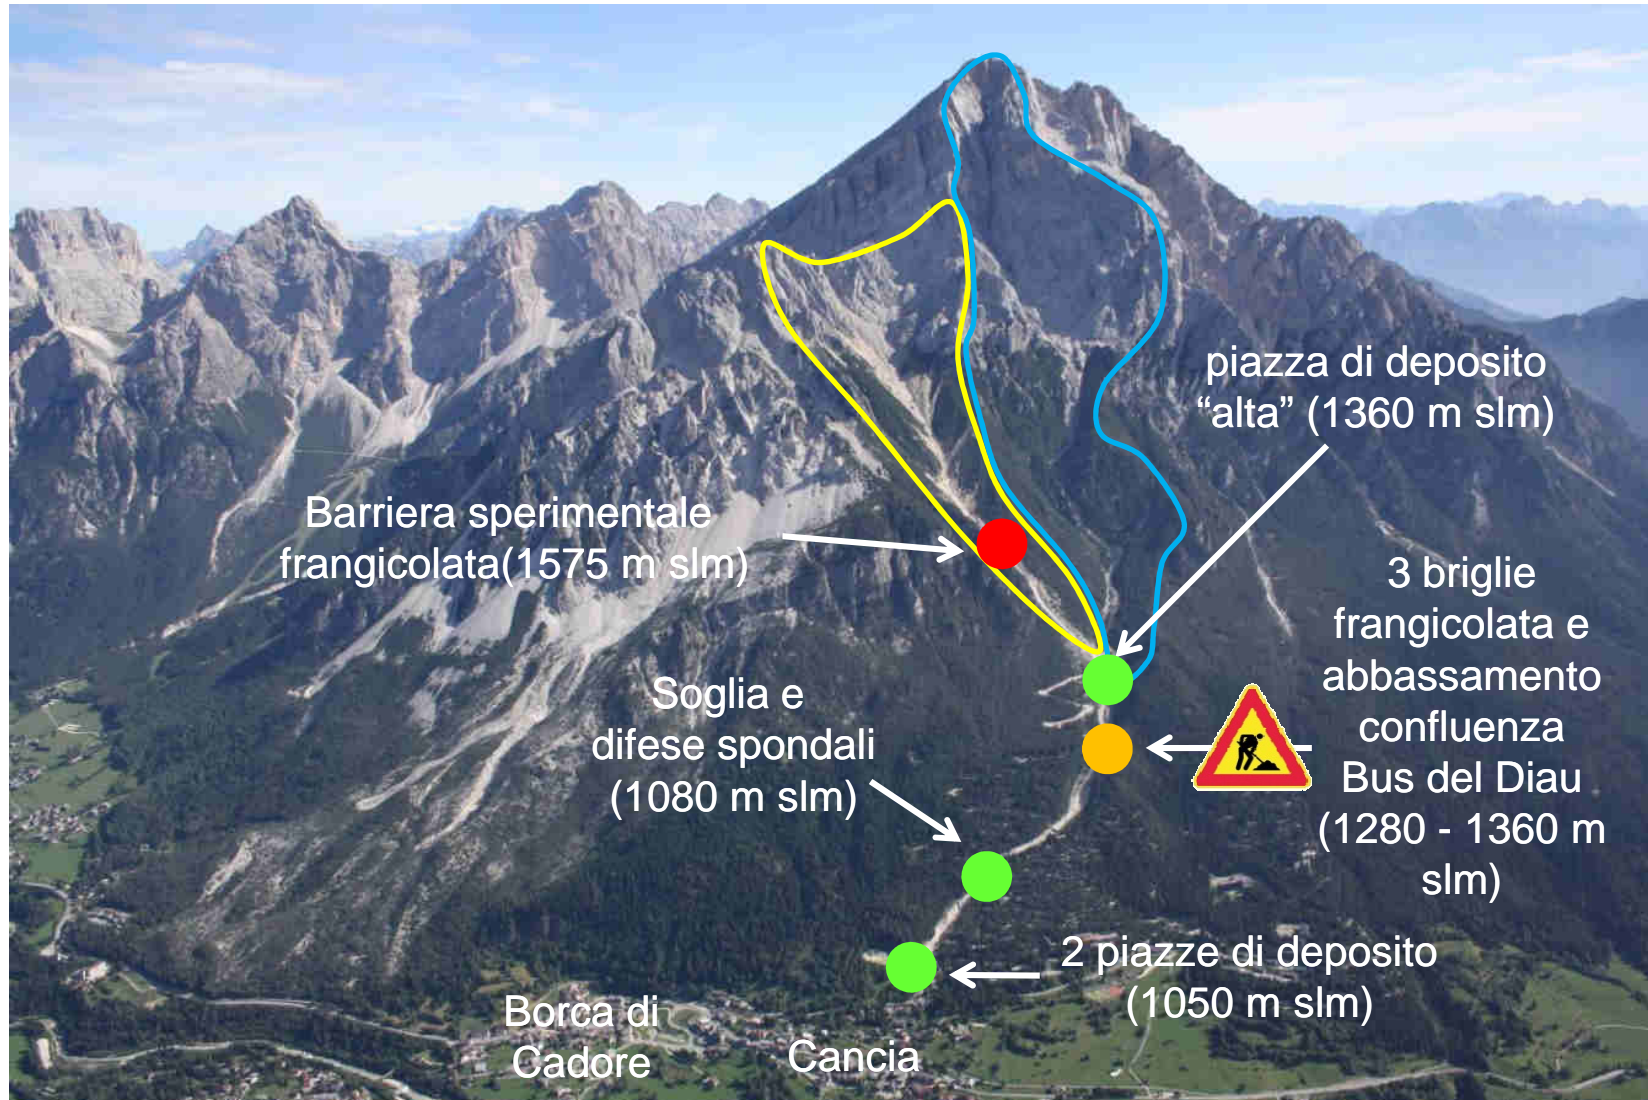 piazza di deposito
“alta” (1360 m slm)
Barriera sperimentale
frangicolata(1575 m slm)
3 briglie
frangicolata e
abbassamento
confluenza
Bus del Diau
(1280 - 1360 m
slm)
Soglia e
difese spondali
(1080 m slm)
2 piazze di deposito
(1050 m slm)
Borca di
Cadore
Cancia